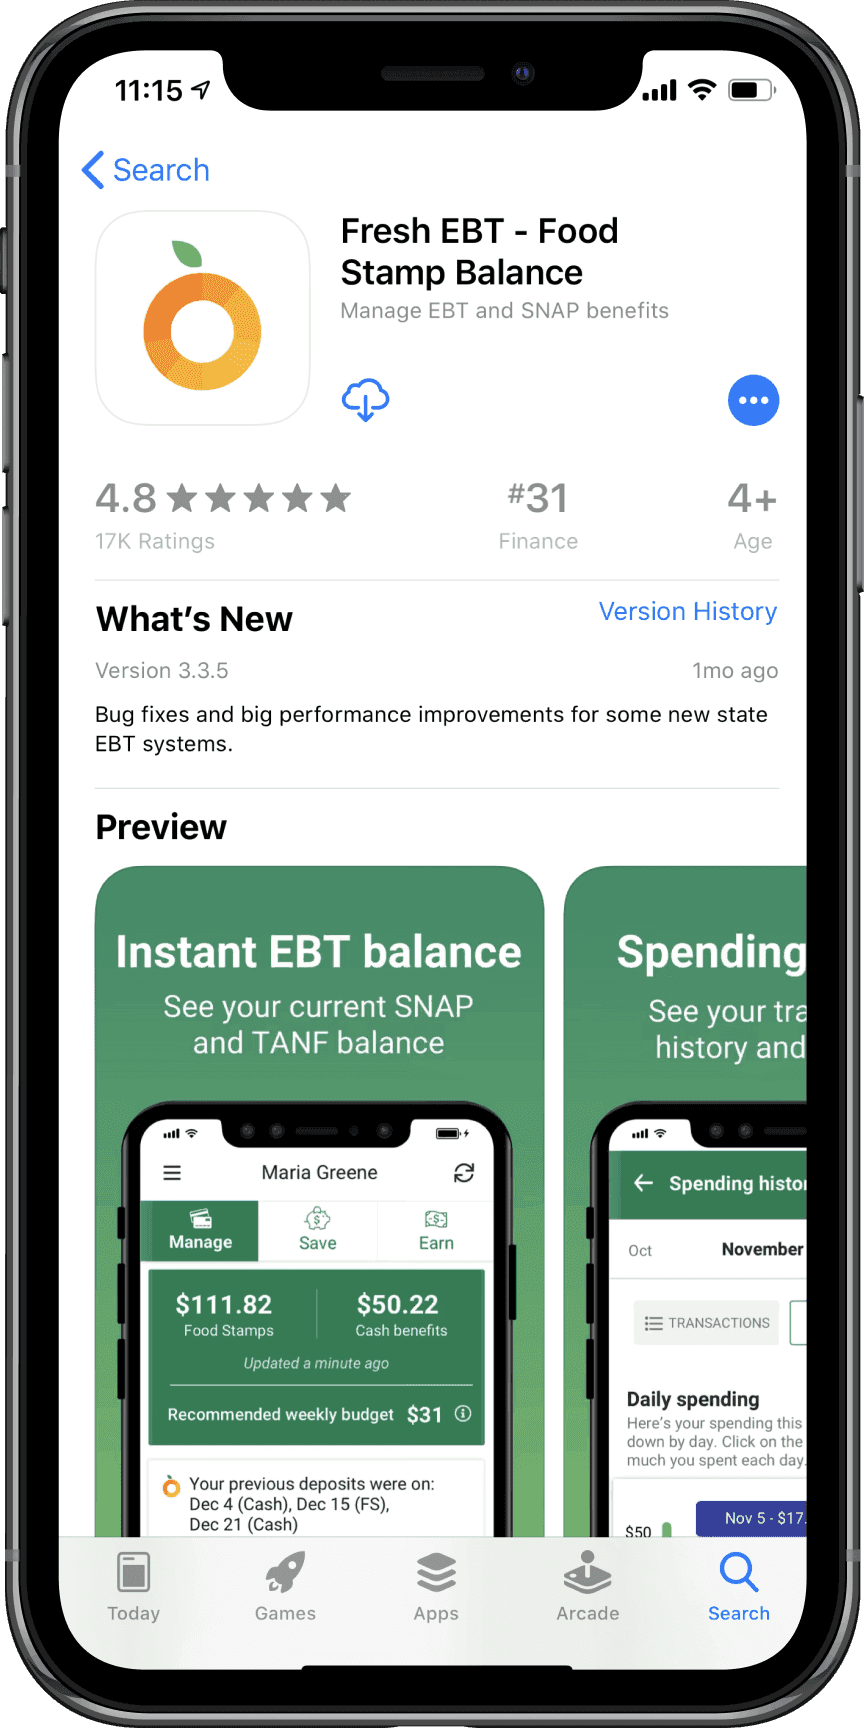 11:15
Search
Fresh EBT - Food
Stamp Balance
Manage EBT and SNAP benefits
4.8
#31
4+
17K Ratings
Finance
Age
What's New
Version History
Version 3.3.5
1mo ago
Bug fixes and big performance improvements for some new state
EBT systems.
Preview
Instant EBT balance
See your current SNAP
and TANF balance
Maria Greene
Manage
Save
Earn
$111.82
$50.22
Food Stamps
Cash benefits
Updated a minute ago
Recommended weekly budget $31
Your previous deposits were on:
Dec 4 (Cash), Dec 15 (FS),
Dec 21 (Cash)
Spending
See your tra
history and
Spending histo
Oct
November
TRANSACTIONS
Daily spending
Here's your spending this
down by day. Click on the
much you spent each day.
$50
Nov 5 - $17.
Today
Games
Apps
Arcade
Search